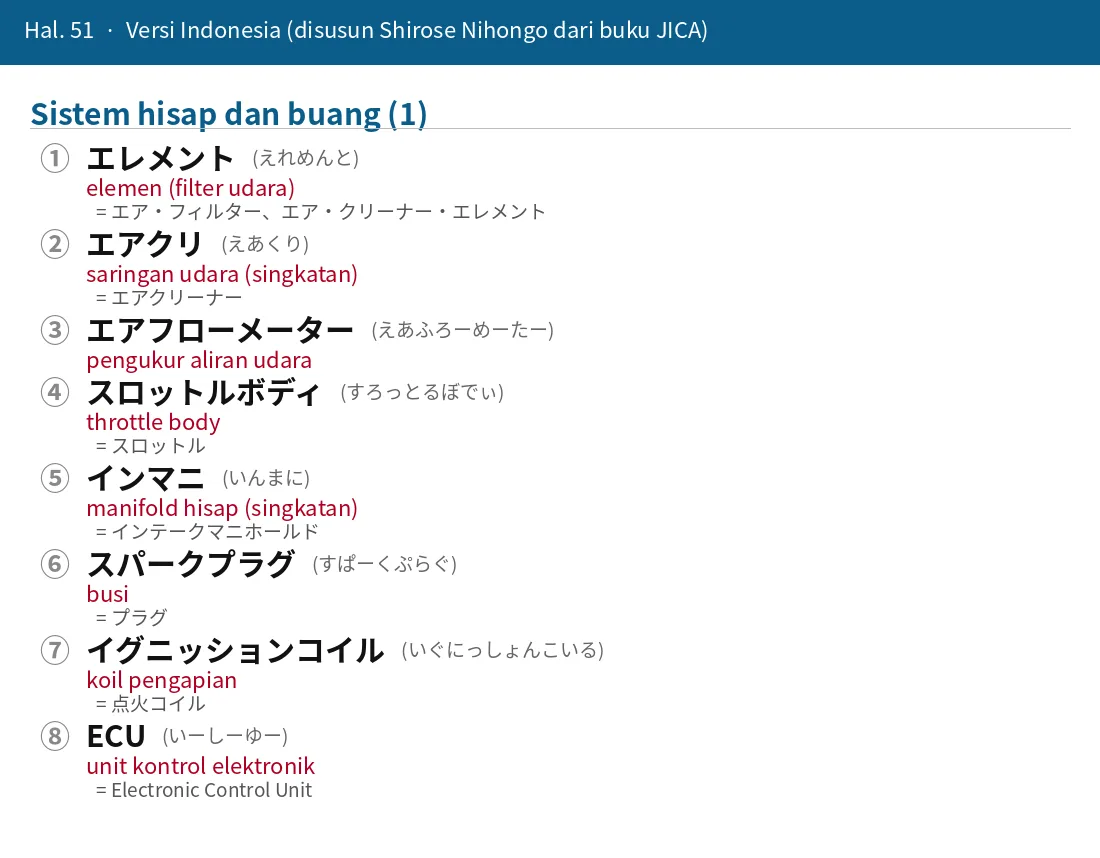 Hal. 51 · Versi Indonesia (disusun Shirose Nihongo dari buku JICA)
Sistem hisap dan buang (1)
① エレメント (えれめんと)
elemen (filter udara)
= エア・フィルター、エア・クリーナー・エレメント
② エアクリ (えあくり)
saringan udara (singkatan)
= エアクリーナー
③ エアフローメーター (えあふろーめーたー)
pengukur aliran udara
④ スロットルボディ (すろっとるぼでぃ)
throttle body
= スロットル
⑤ インマニ (いんまに)
manifold hisap (singkatan)
= インテークマニホールド
⑥ スパークプラグ (すぱーくぷらぐ)
busi
= プラグ
⑦ イグニッションコイル (いぐにっしょんこいる)
koil pengapian
= 点火コイル
⑧ ECU (いーしーゆー)
unit kontrol elektronik
= Electronic Control Unit